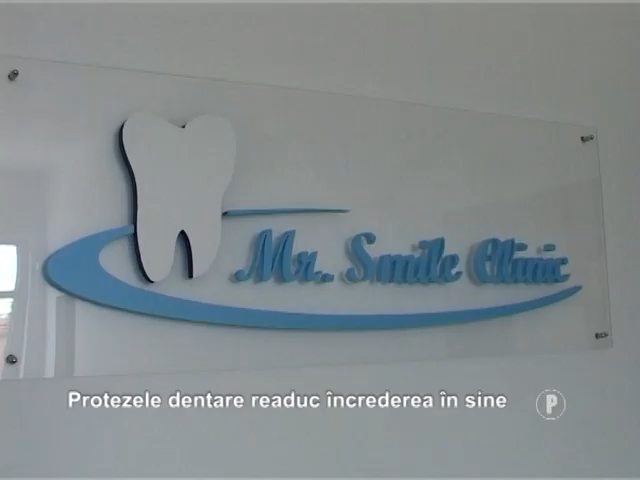 Mr. Smile Clinic
Protezele dentare readuc încrederea în sine
P